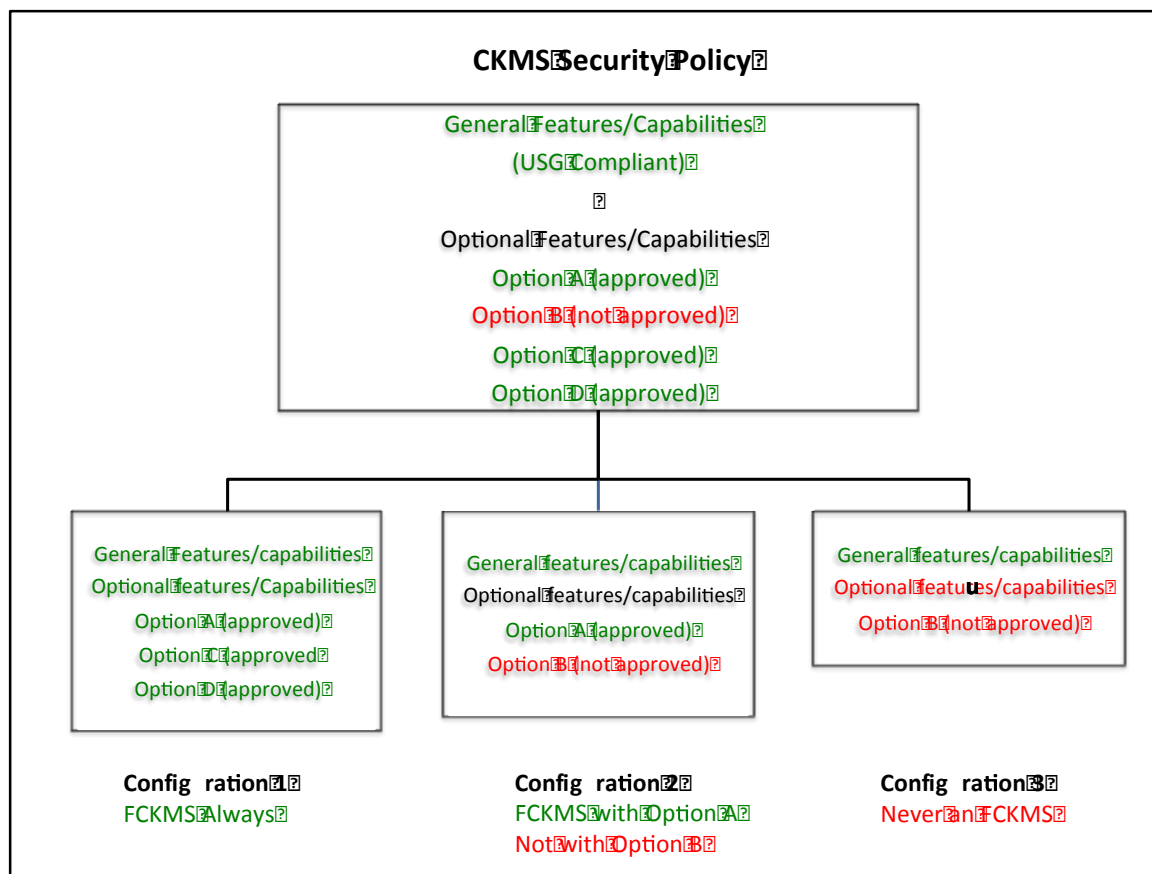 CKMS Security Policy
General Features/Capabilities
(USG Compliant)
Optional Features/Capabilities
Option A (approved)
Option B (not approved)
Option C (approved)
Option D (approved)
General Features/capabilities
Optional features/Capabilities
Option A (approved)
Option C (approved
Option D (approved)
General features/capabilities
Optional features/capabilities
Option A (approved)
Option B (not approved)
General features/capabilities
Optional features/capabilities
u
Option B (not approved)
Config ration 1
FCKMS Always
Config ration 2
FCKMS with Option A
Not with Option B
Config ration 3
Never an FCKMS